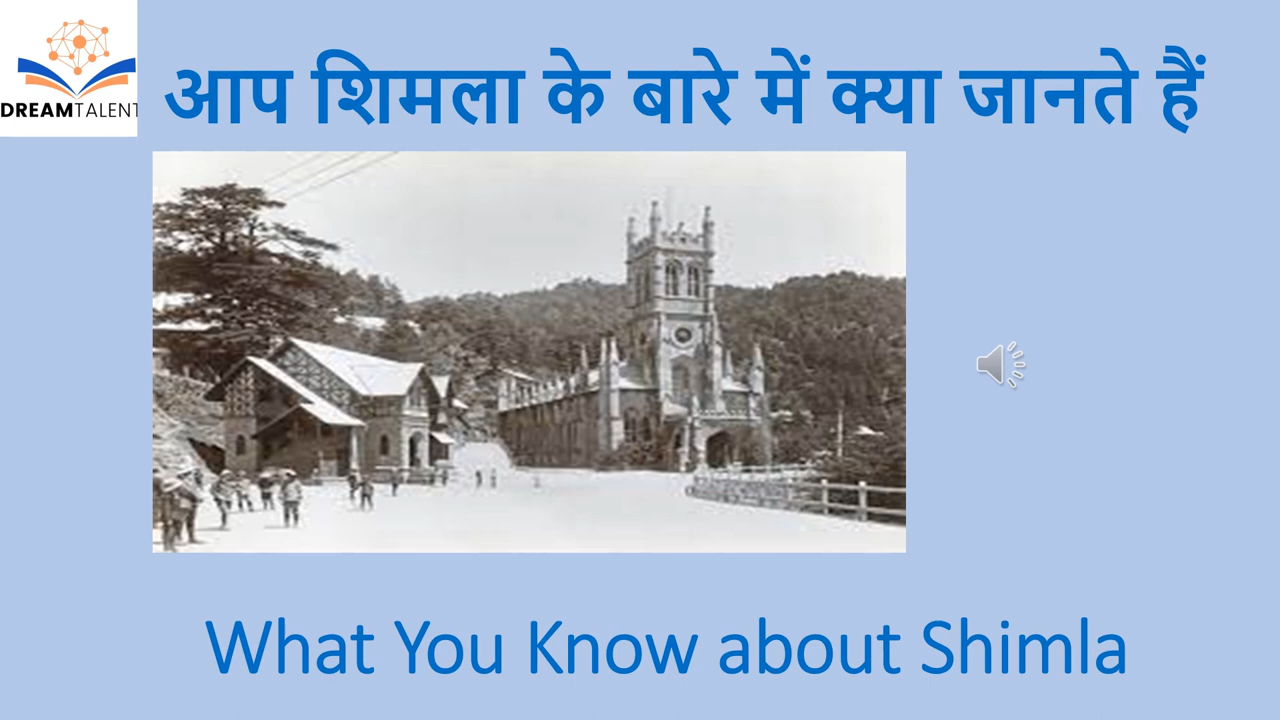 DREAMTALENT
आप शिमला के बारे में क्या जानते हैं
What You Know about Shimla